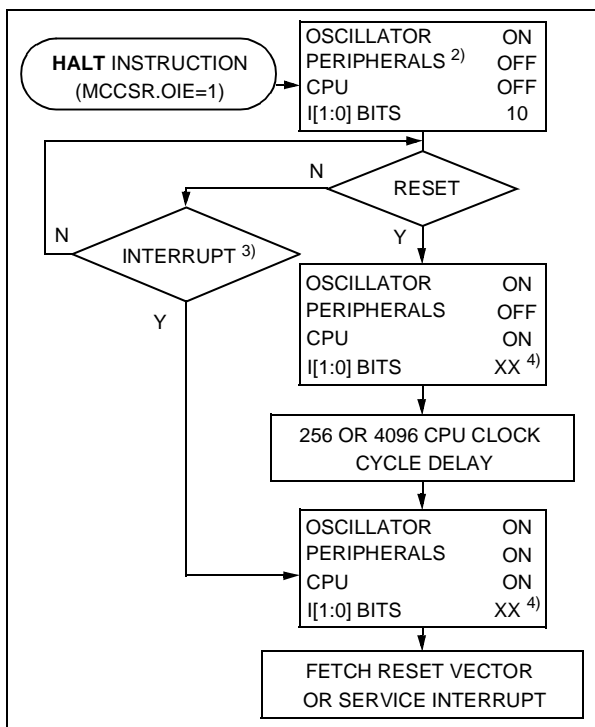 HALT INSTRUCTION
(MCCSR.OIE=1)
OSCILLATOR ON
PERIPHERALS 2) OFF
CPU OFF
I[1:0] BITS 10
N
RESET
N
INTERRUPT 3)
Y
Y
OSCILLATOR ON
PERIPHERALS OFF
CPU ON
I[1:0] BITS XX 4)
256 OR 4096 CPU CLOCK
CYCLE DELAY
OSCILLATOR ON
PERIPHERALS ON
CPU ON
I[1:0] BITS XX 4)
FETCH RESET VECTOR
OR SERVICE INTERRUPT